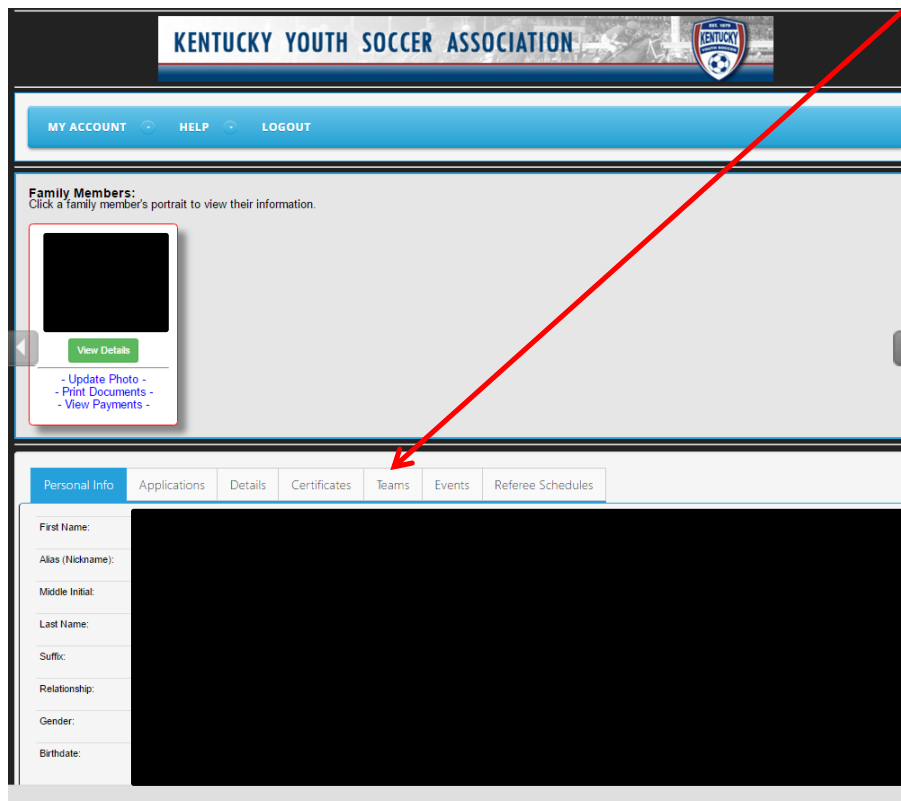 KENTUCKY YOUTH SOCCER ASSOCIATION
EST. 1979
KENTUCKY
YOUTH SOCCER
MY ACCOUNT HELP LOGOUT
Family Members:
Click a family member's portrait to view their information.
View Details
- Update Photo -
- Print Documents -
- View Payments -
Personal Info Applications Details Certificates Teams Events Referee Schedules
First Name:
Alias (Nickname):
Middle Initial:
Last Name:
Suffix:
Relationship:
Gender:
Birthdate: